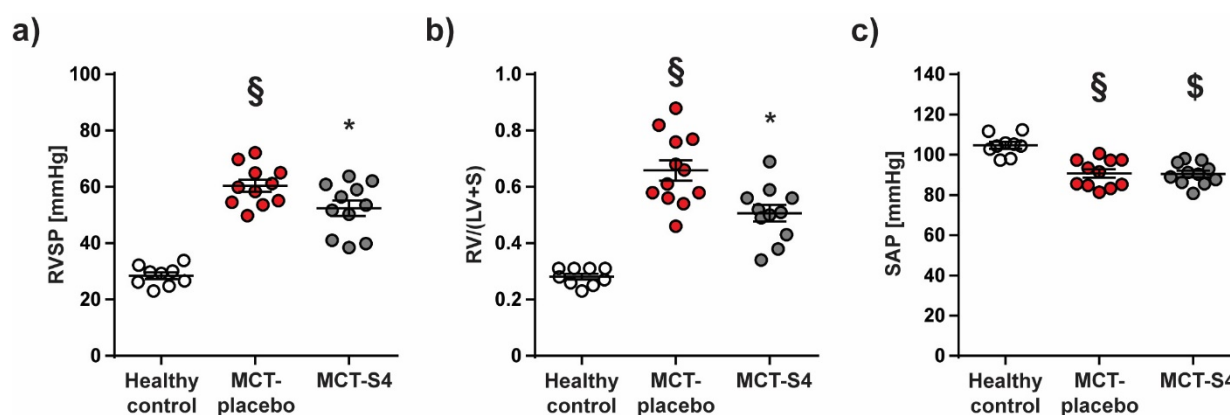 a)
RVSP [mmHg]
100
80
60
40
20
0
§
*
Healthy
control
MCT-
placebo
MCT-S4
b)
RV/(LV+S)
1.0
0.8
0.6
0.4
0.2
0.0
§
*
Healthy
control
MCT-
placebo
MCT-S4
c)
SAP [mmHg]
140
120
100
80
60
40
20
0
§
$
Healthy
control
MCT-
placebo
MCT-S4